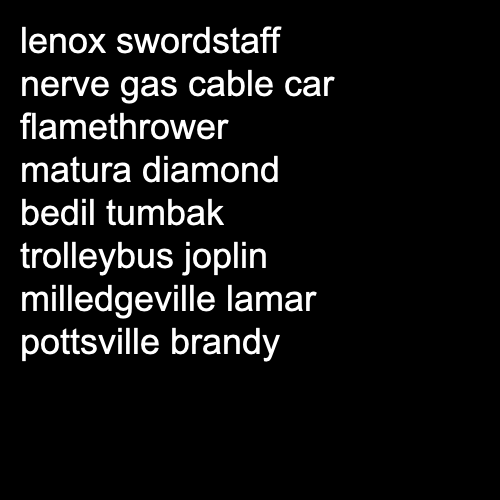 lenox swordstaff
nerve gas cable car
flamethrower
matura diamond
bedil tumbak
trolleybus joplin
milledgeville lamar
pottsville brandy